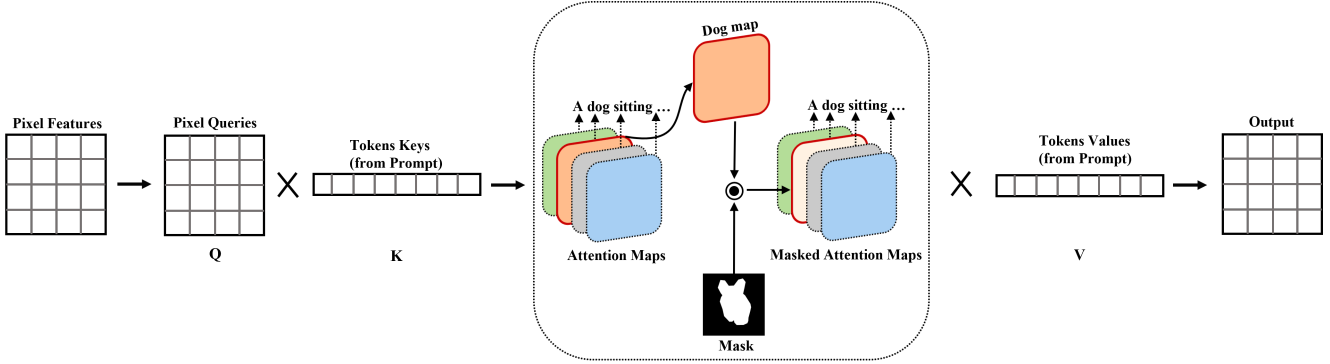 Pixel Features
Pixel Queries
Q
Tokens Keys
(from Prompt)
K
A dog sitting …
Attention Maps
Dog map
Mask
A dog sitting …
Masked Attention Maps
Tokens Values
(from Prompt)
V
Output